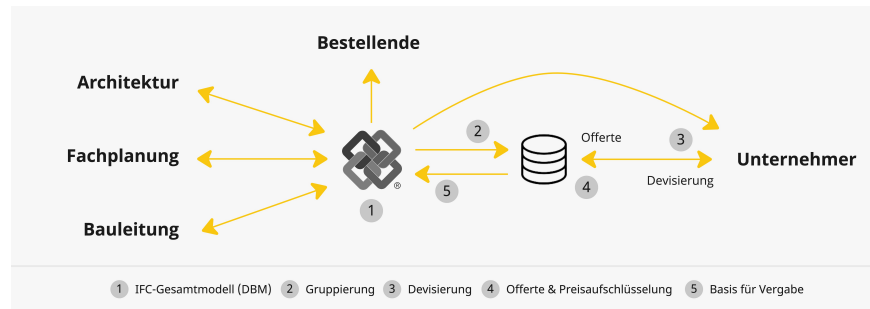 Bestellende
Architektur
Fachplanung
Bauleitung
®
1
2
5
Offerte
3
4
Devisierung
Unternehmer
1 IFC-Gesamtmodell (DBM) 2 Gruppierung 3 Devisierung 4 Offerte & Preisaufschlüsselung 5 Basis für Vergabe